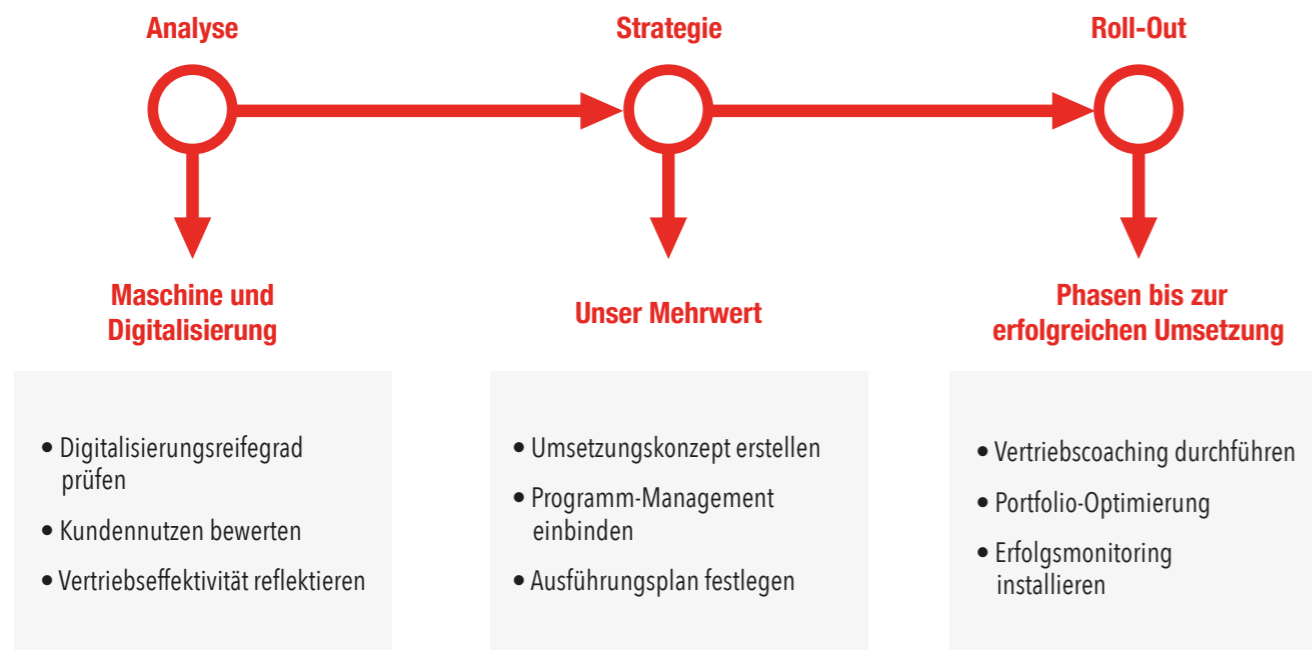 Analyse
Strategie
Roll-Out
Maschine und
Digitalisierung
Unser Mehrwert
Phasen bis zur
erfolgreichen Umsetzung
• Digitalisierungsreifegrad
prüfen
• Kundennutzen bewerten
• Vertriebseffektivität reflektieren
• Umsetzungskonzept erstellen
• Programm-Management
einbinden
• Ausführungsplan festlegen
• Vertriebscoaching durchführen
• Portfolio-Optimierung
• Erfolgsmonitoring
installieren